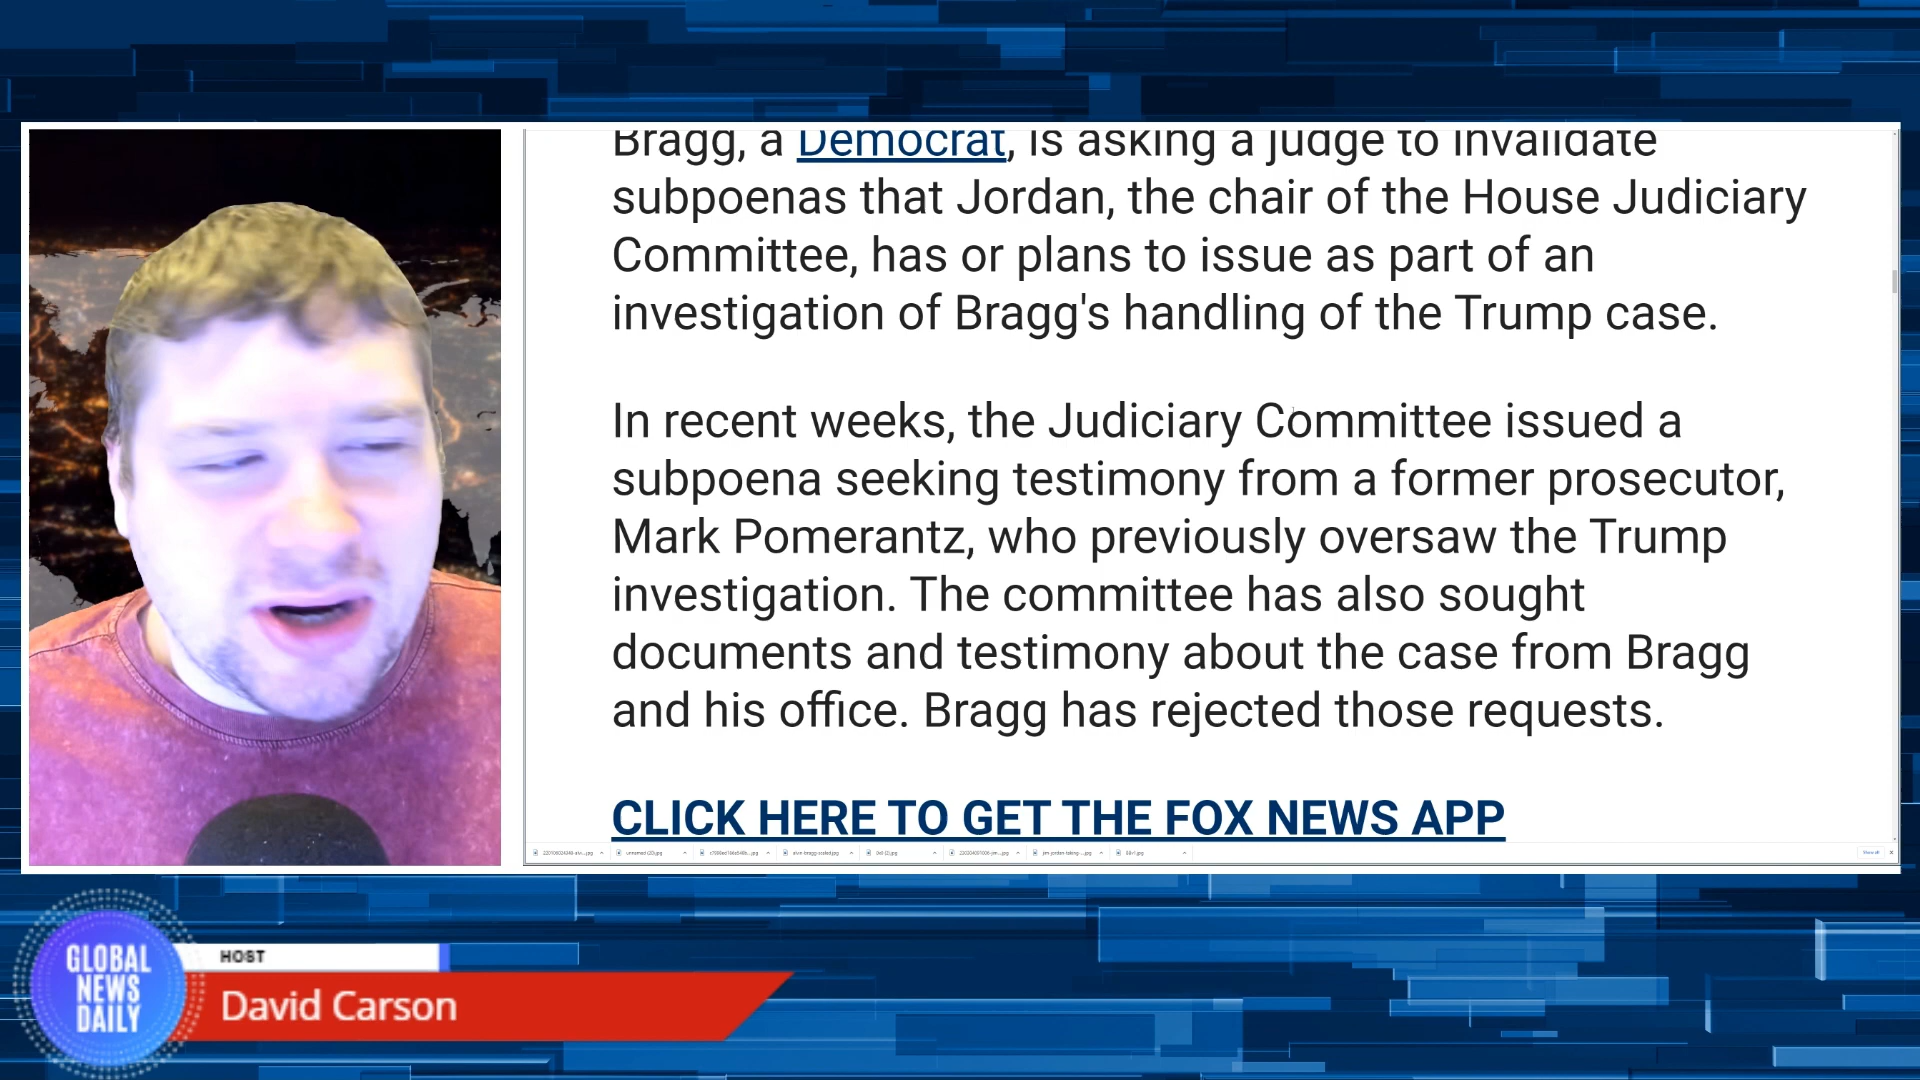 Bragg, a Democrat, is asking a judge to invalidate
subpoenas that Jordan, the chair of the House Judiciary
Committee, has or plans to issue as part of an
investigation of Bragg's handling of the Trump case.
In recent weeks, the Judiciary Committee issued a
subpoena seeking testimony from a former prosecutor,
Mark Pomerantz, who previously oversaw the Trump
investigation. The committee has also sought
documents and testimony about the case from Bragg
and his office. Bragg has rejected those requests.
CLICK HERE TO GET THE FOX NEWS APP
Show all
GLOBAL
NEWS
DAILY
HOST
David Carson